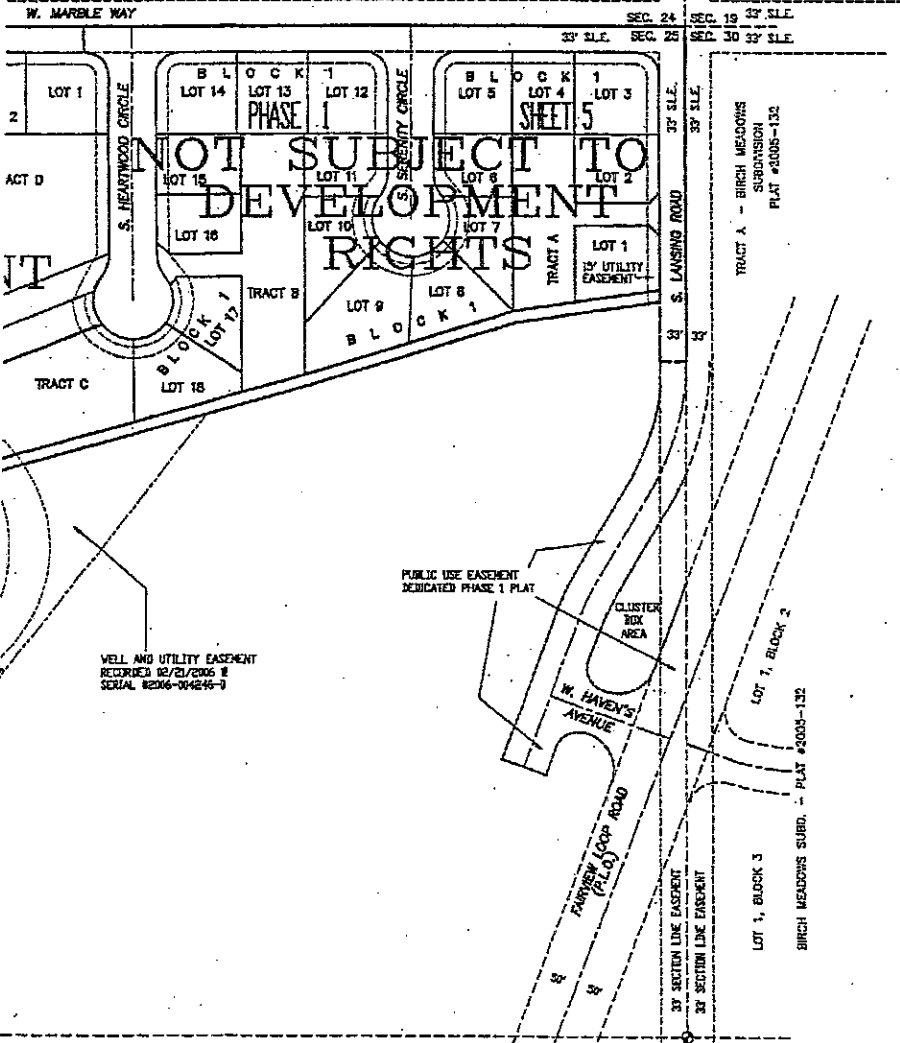 W. MARBLE WAY
SEC. 24 SEC. 19 33' S.L.E.
33' S.L.E. SEC. 25 SEC. 30 33' S.L.E.
BLOCK 1
BLOCK 1
LOT 1
LOT 14
LOT 13
LOT 12
LOT 5
LOT 4
LOT 3
2
PHASE 1
SHEET 5
S. HEARTWOOD CIRCLE
S. SERENITY CIRCLE
33' S.L.E.
33' S.L.E.
TRACT A - BIRCH MEADOWS
SUBDIVISION
PLAT #2005-132
NOT SUBJECT TO
DEVELOPMENT
RIGHTS
ACT D
NT
LOT 15
LOT 11
LOT 6
LOT 2
LOT 16
LOT 10
LOT 7
LOT 1
15' UTILITY
EASEMENT
TRACT A
S. LANSING ROAD
TRACT B
LOT 9
LOT 8
BLOCK 1
BLOCK 1
LOT 17
33'
33'
TRACT C
LOT 18
PUBLIC USE EASEMENT
DEDICATED PHASE 1 PLAT
CLUSTER
BOX
AREA
WELL AND UTILITY EASEMENT
RECORDED 02/21/2006
W. HAVEN'S
AVENUE
LOT 1, BLOCK 2
FAIRVIEW LOOP ROAD
(P.L.O.)
50'
50'
33' SECTION LINE EASEMENT
33' SECTION LINE EASEMENT
LOT 1, BLOCK 3
BIRCH MEADOWS SUBD. - PLAT #2005-132